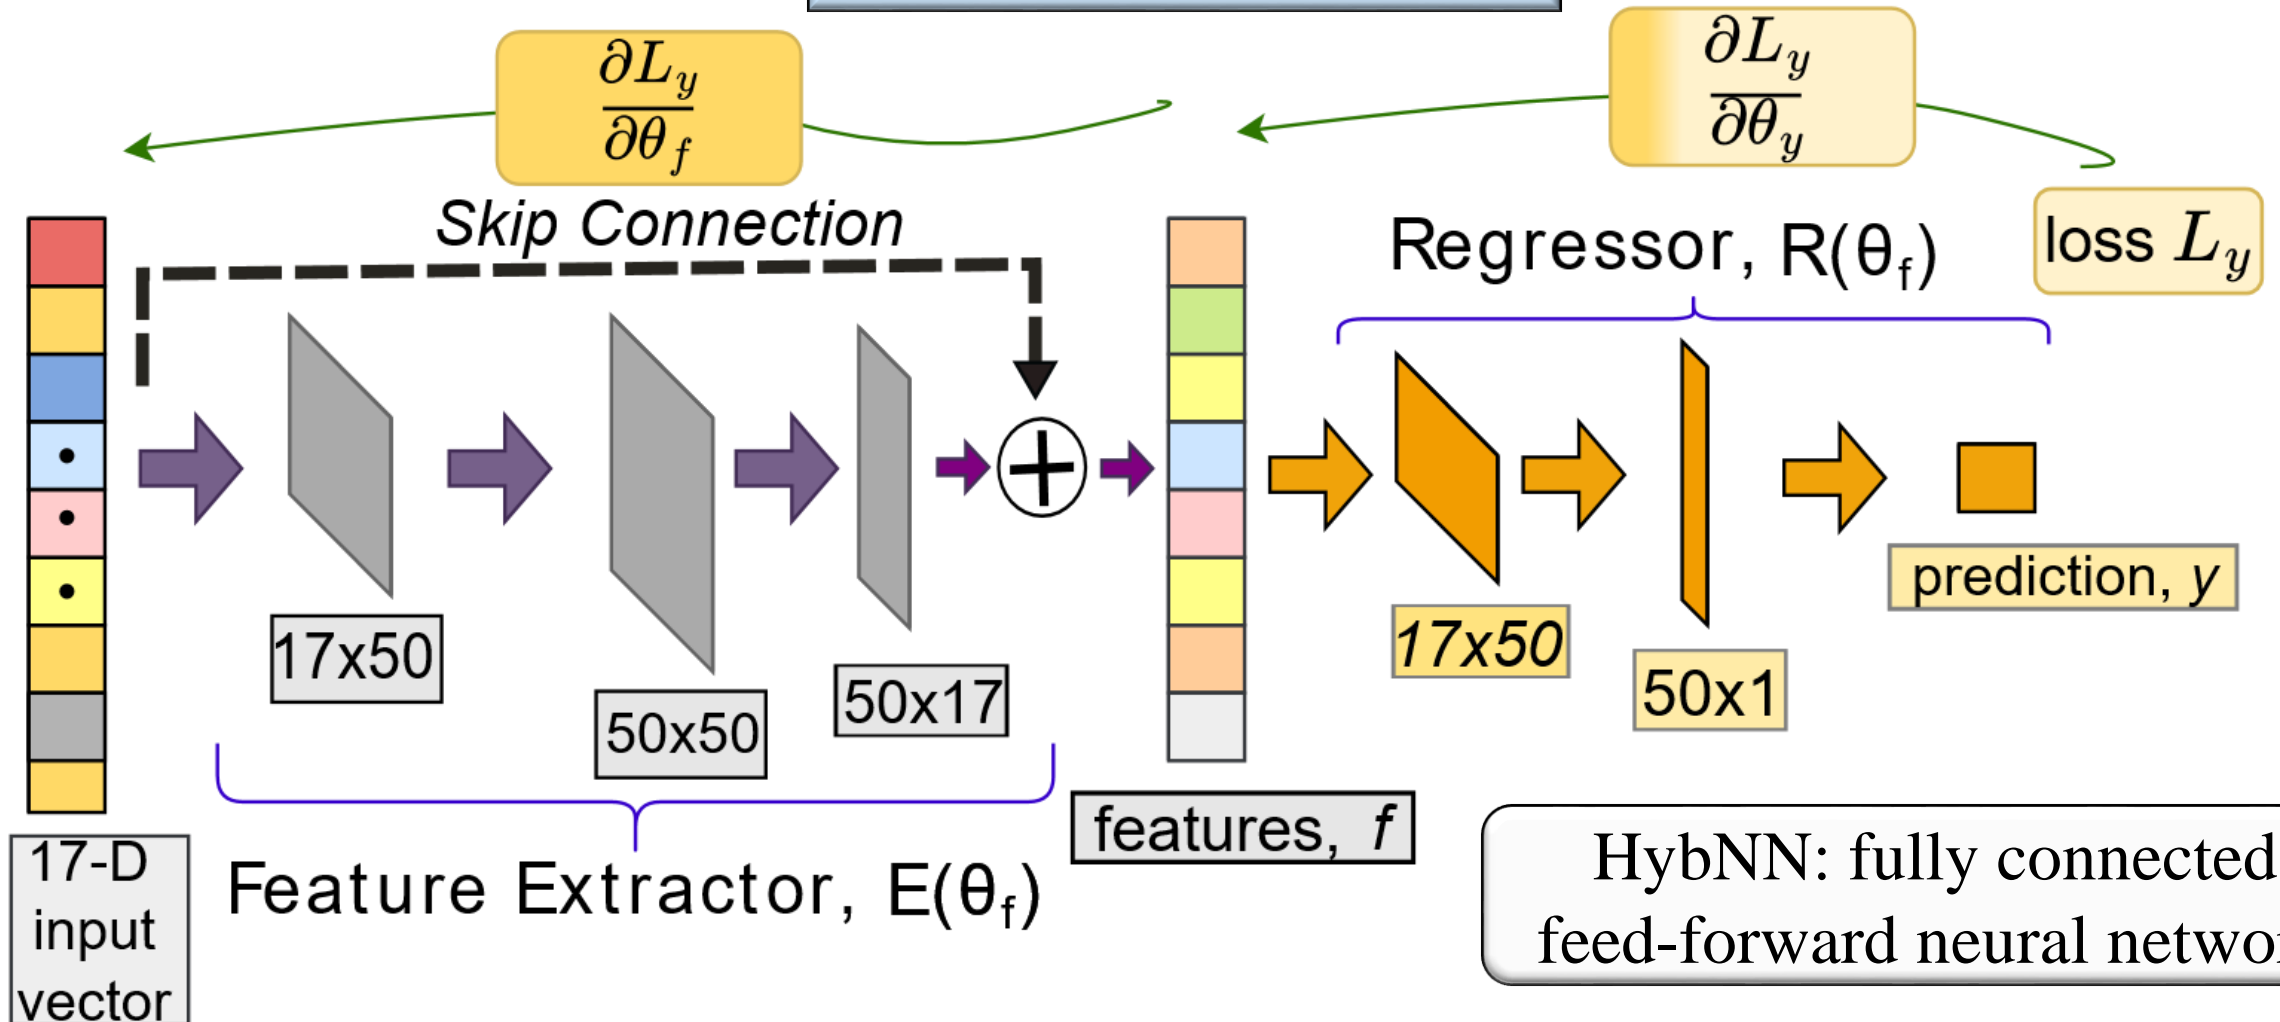 ∂L_y
∂θ_f
∂L_y
∂θ_y
Skip Connection
Regressor, R(θ_f)
loss L_y
17x50
50x50
50x17
17x50
50x1
prediction, y
features, f
Feature Extractor, E(θ_f)
17-D
input
vector
HybNN: fully connected
feed-forward neural